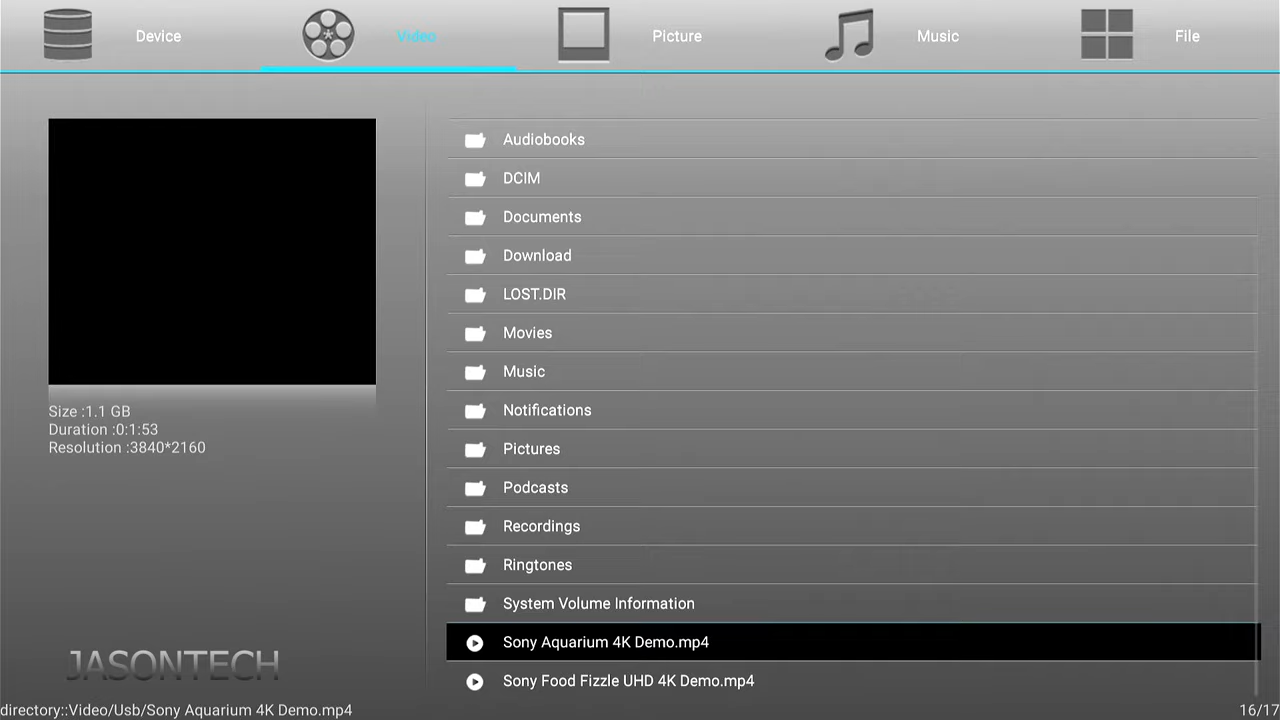 Device
Video
Picture
Music
File
Audiobooks
DCIM
Documents
Download
LOST.DIR
Movies
Music
Notifications
Pictures
Podcasts
Recordings
Ringtones
System Volume Information
Sony Aquarium 4K Demo.mp4
Sony Food Fizzle UHD 4K Demo.mp4
Size :1.1 GB
Duration :0:1:53
Resolution :3840*2160
JASONTECH
directory::Video/Usb/Sony Aquarium 4K Demo.mp4
16/17